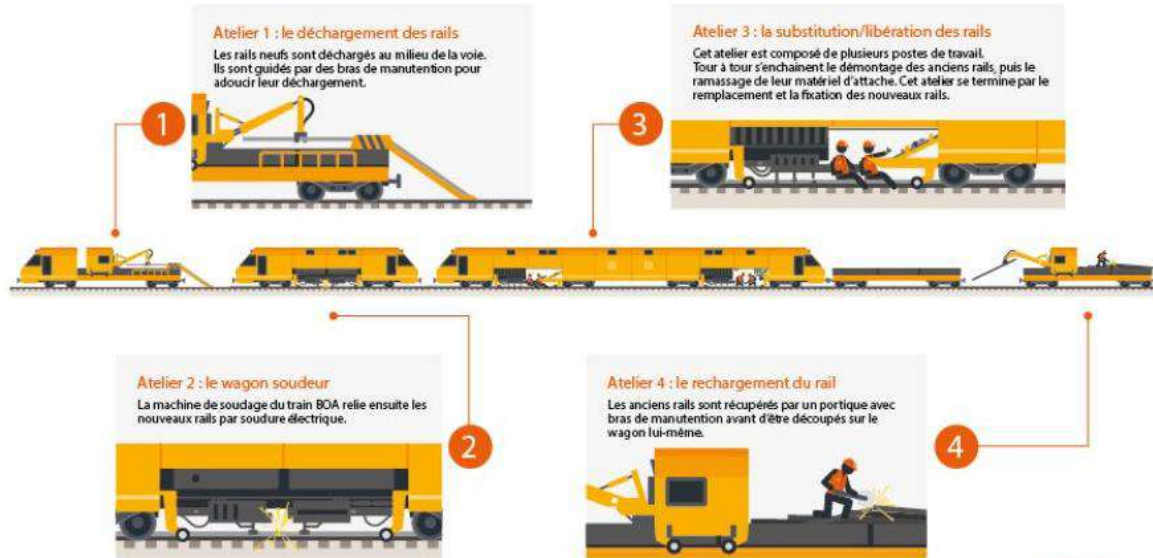 Atelier 1 : le déchargement des rails
Les rails neufs sont déchargés au milieu de la voie.
Ils sont guidés par des bras de manutention pour
adoucir leur déchargement.
1
Atelier 3 : la substitution/libération des rails
Cet atelier est composé de plusieurs postes de travail.
Tour à tour s'enchainent le démontage des anciens rails, puis le
ramassage de leur matériel d'attache. Cet atelier se termine par le
remplacement et la fixation des nouveaux rails.
3
Atelier 2 : le wagon soudeur
La machine de soudage du train BOA relie ensuite les
nouveaux rails par soudure électrique.
2
Atelier 4 : le rechargement du rail
Les anciens rails sont récupérés par un portique avec
bras de manutention avant d'être découpés sur le
wagon lui-même.
4